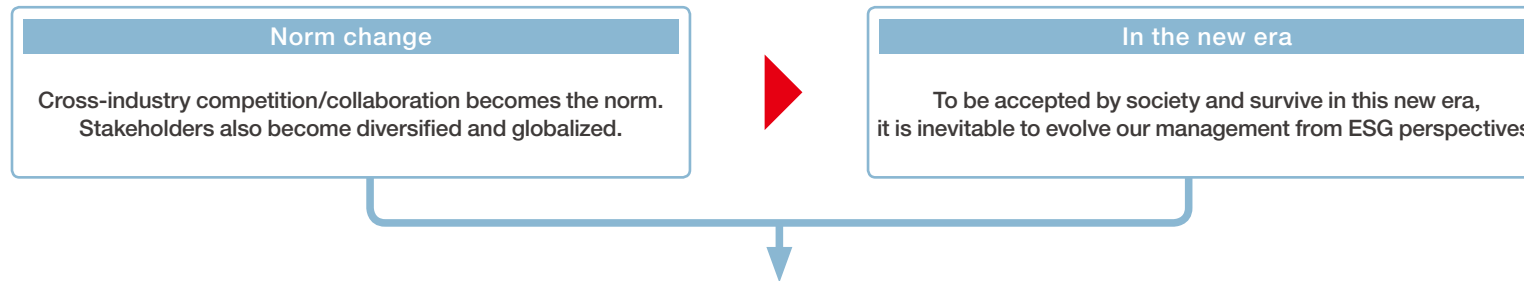 Norm change
Cross-industry competition/collaboration becomes the norm.
Stakeholders also become diversified and globalized.
In the new era
To be accepted by society and survive in this new era,
it is inevitable to evolve our management from ESG perspectives